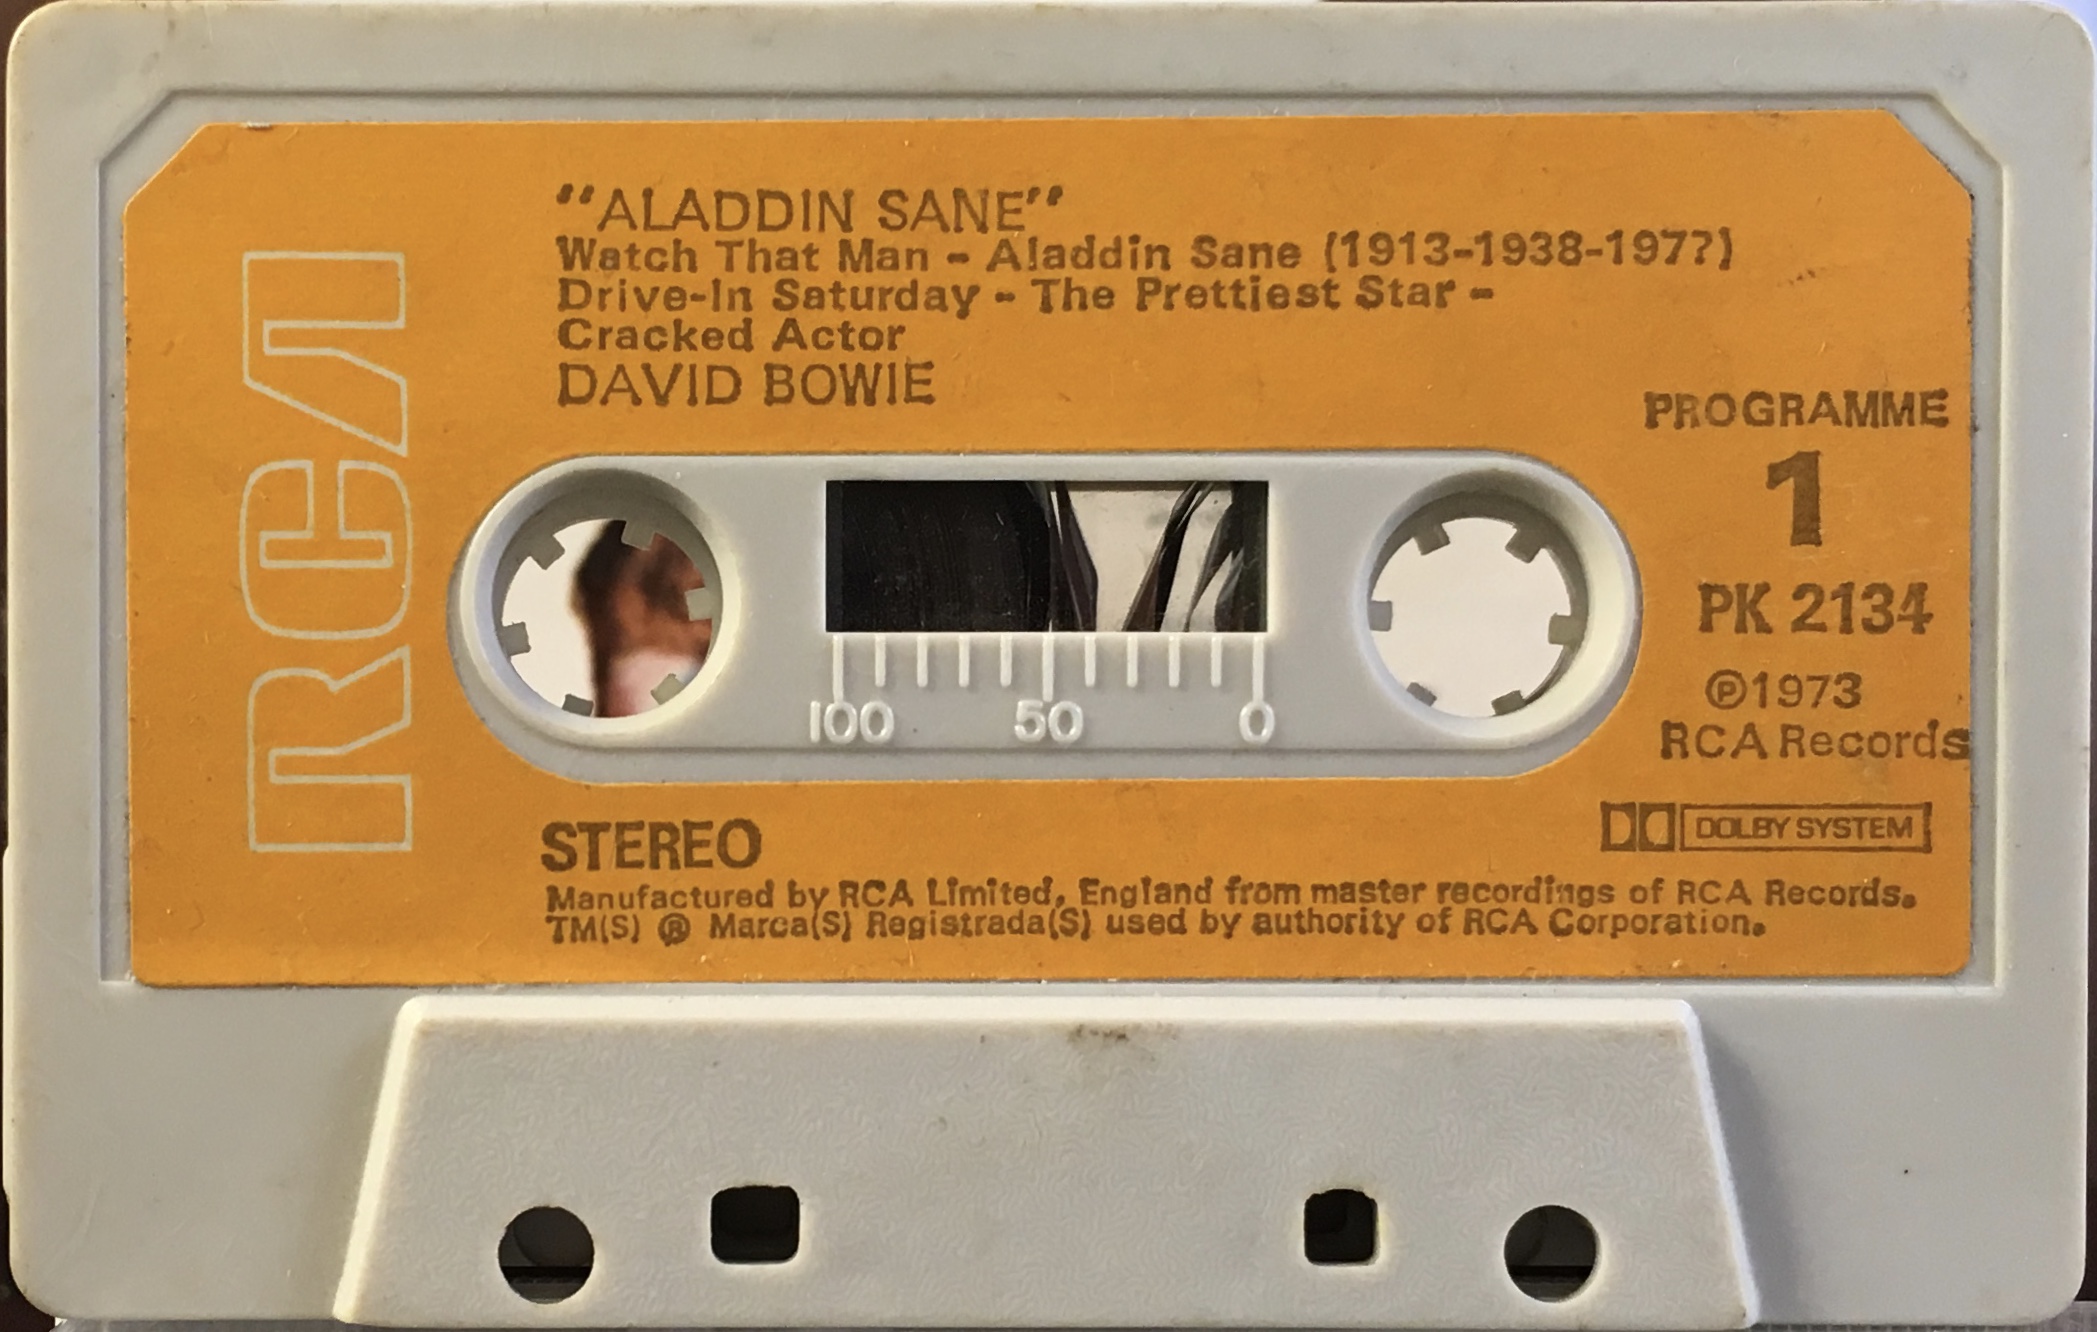 RCA
"ALADDIN SANE"
Watch That Man - Aladdin Sane (1913-1938-197?)
Drive-In Saturday - The Prettiest Star -
Cracked Actor
DAVID BOWIE
PROGRAMME
1
PK 2134
℗1973
RCA Records
100 50 0
STEREO
DOLBY SYSTEM
Manufactured by RCA Limited, England from master recordings of RCA Records.
TM(S) ® Marca(S) Registrada(S) used by authority of RCA Corporation.